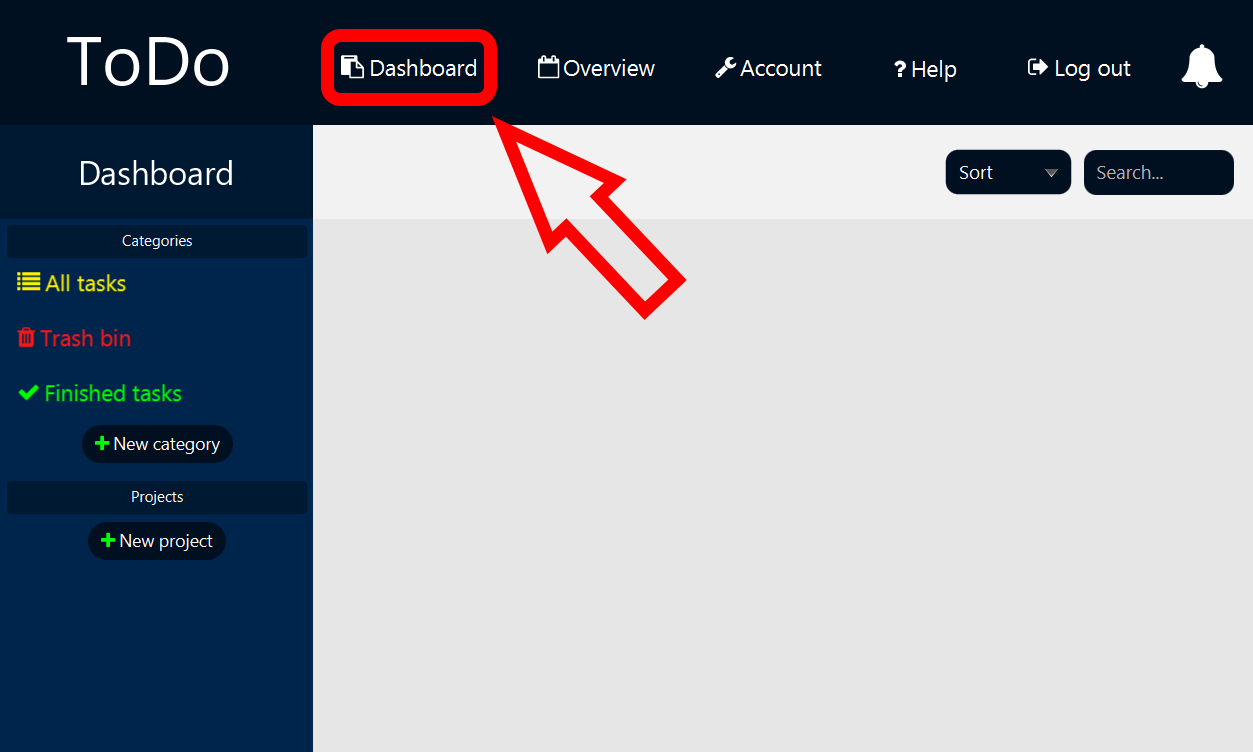 ToDo
Dashboard
Overview
Account
? Help
Log out
Dashboard
Sort
Search...
Categories
All tasks
Trash bin
Finished tasks
+ New category
Projects
+ New project